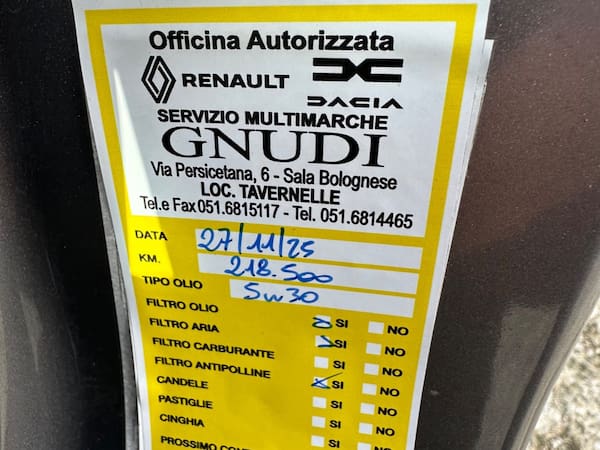 Officina Autorizzata
RENAULT
DACIA
SERVIZIO MULTIMARCHE
GNUDI
Via Persicetana, 6 - Sala Bolognese
LOC. TAVERNELLE
Tel.e Fax 051.6815117 - Tel. 051.6814465
DATA 27/11/25
KM. 218.500
TIPO OLIO 5w30
FILTRO OLIO SI NO
FILTRO ARIA SI NO
FILTRO CARBURANTE SI NO
FILTRO ANTIPOLLINE SI NO
CANDELE SI NO
PASTIGLIE SI NO
CINGHIA SI NO
PROSSIMO